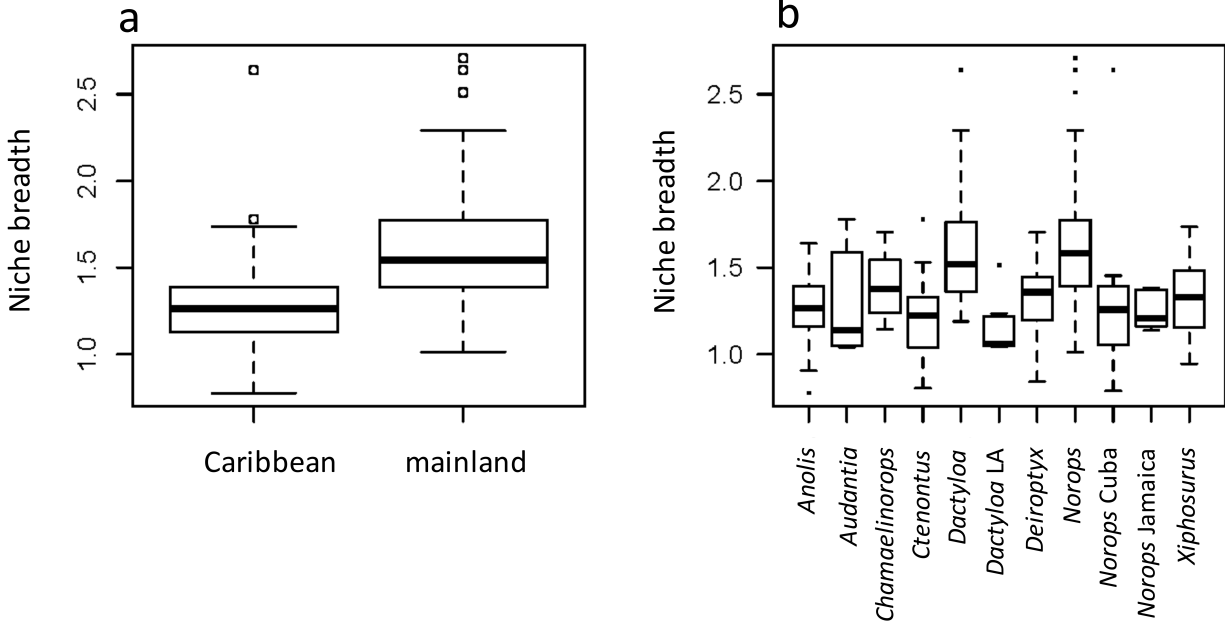 a
Niche breadth
2.5
2.0
1.5
1.0
Caribbean
mainland
b
Niche breadth
2.5
2.0
1.5
1.0
Anolis
Audantia
Chamaelinorops
Ctenontus
Dactyloa
Dactyloa LA
Deiroptyx
Norops
Norops Cuba
Norops Jamaica
Xiphosurus